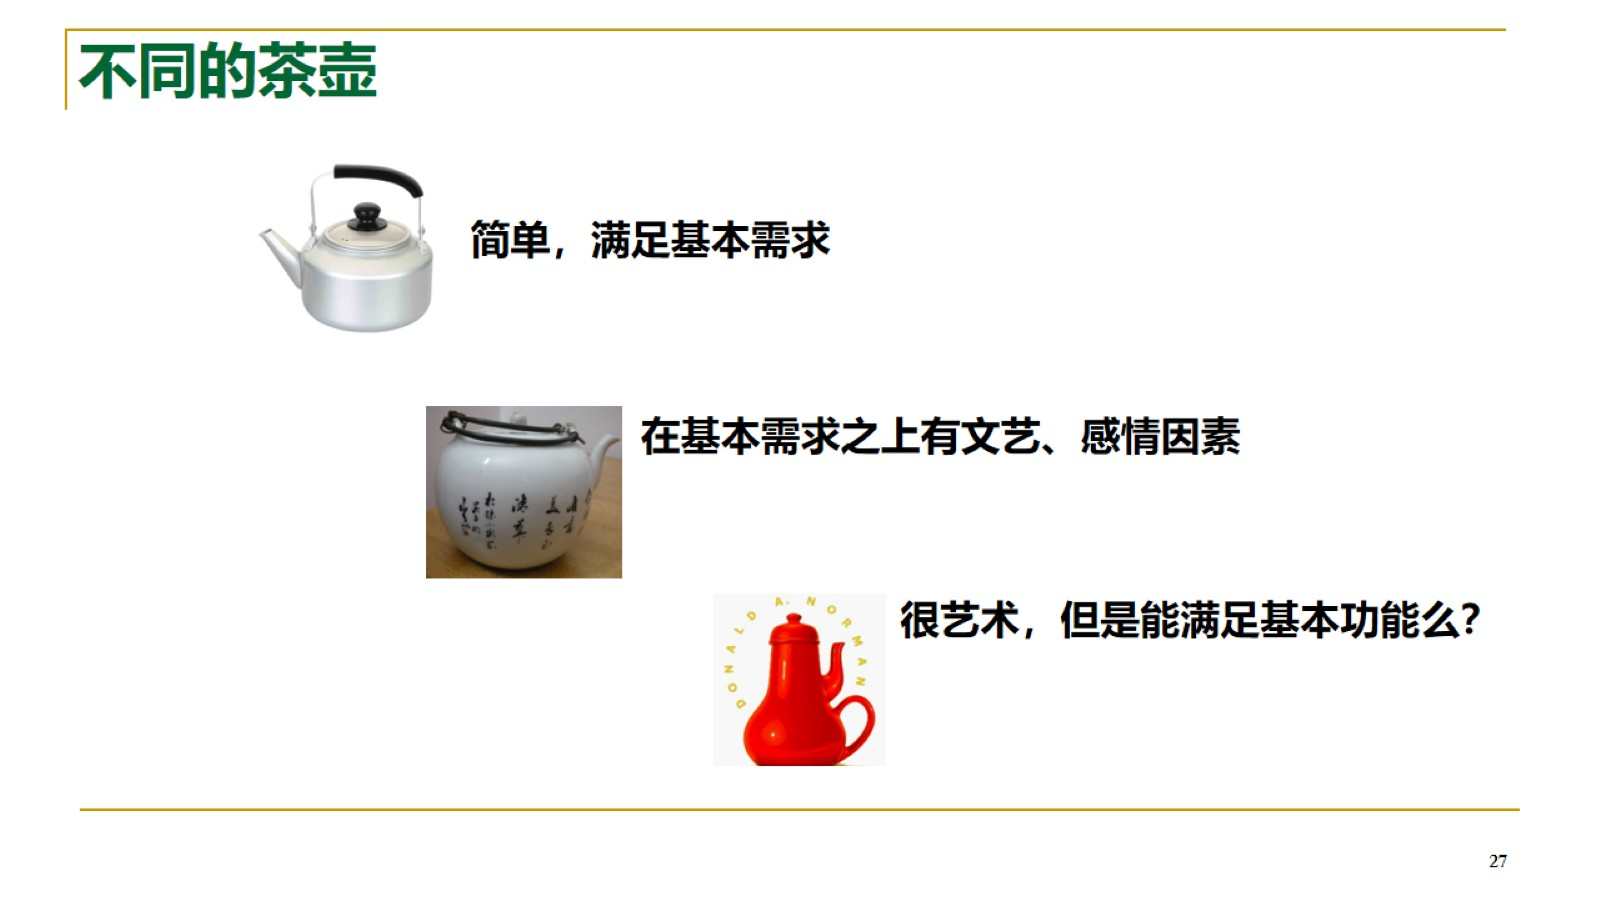 不同的茶壶
简单，满足基本需求
在基本需求之上有文艺、感情因素
很艺术，但是能满足基本功能么？
DONALD A. NORMAN
27